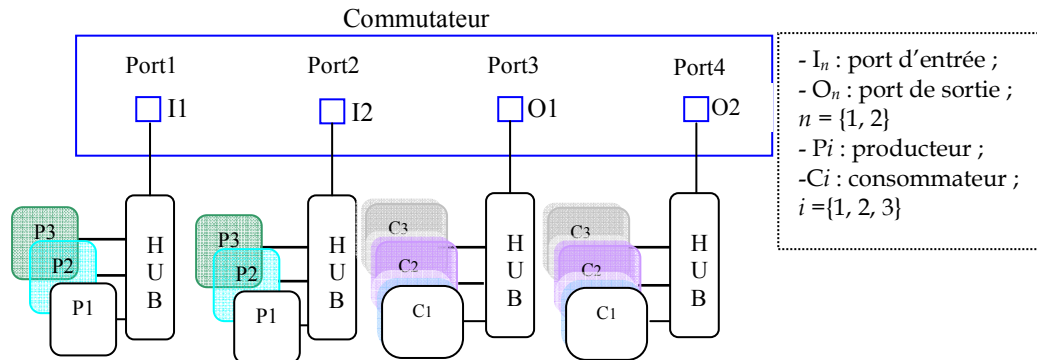 Commutateur
Port1 Port2 Port3 Port4
I1 I2 O1 O2
- In : port d'entrée ;
- On : port de sortie ;
n = {1, 2}
- Pi : producteur ;
-Ci : consommateur ;
i ={1, 2, 3}
P3
P2
P1
H
U
B
P3
P2
P1
H
U
B
C3
C2
C1
H
U
B
C3
C2
C1
H
U
B